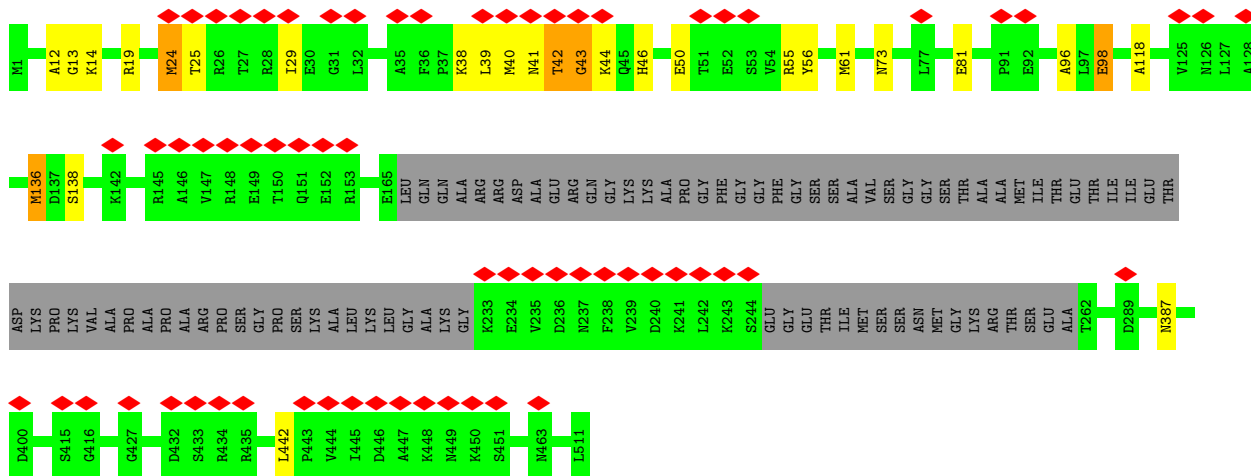 M1 A12 G13 K14 R19 M24 T25 R26 T27 R28 I29 E30 G31 L32 A35 F36 P37 K38 L39 M40 N41 T42 G43 K44 Q45 H46 E50 T51 E52 S53 V54 R55 Y56 M61 N73 L77 E81 P91 E92 A96 L97 E98 A118 V125 N126 L127 A128
M136 D137 S138 K142 R145 A146 V147 R148 E149 T150 Q151 E152 R153 E165 LEU GLN GLN ALA ARG ARG ASP ALA GLU ARG GLN GLY LYS LYS ALA PRO GLY PHE GLY GLY PHE GLY SER SER ALA VAL SER GLY GLY SER THR ALA ALA MET ILE THR GLU THR ILE ILE GLU THR
ASP LYS PRO LYS VAL ALA PRO ALA PRO ALA ARG PRO SER GLY PRO SER LYS ALA LEU LYS LEU GLY ALA LYS GLY K233 E234 V235 D236 N237 F238 V239 D240 K241 L242 K243 S244 GLU GLY GLU THR ILE MET SER SER ASN MET GLY LYS ARG THR SER GLU ALA T262 D289 N387
D400 S415 G416 G427 D432 S433 R434 R435 L442 P443 V444 I445 D446 A447 K448 N449 K450 S451 N463 L511